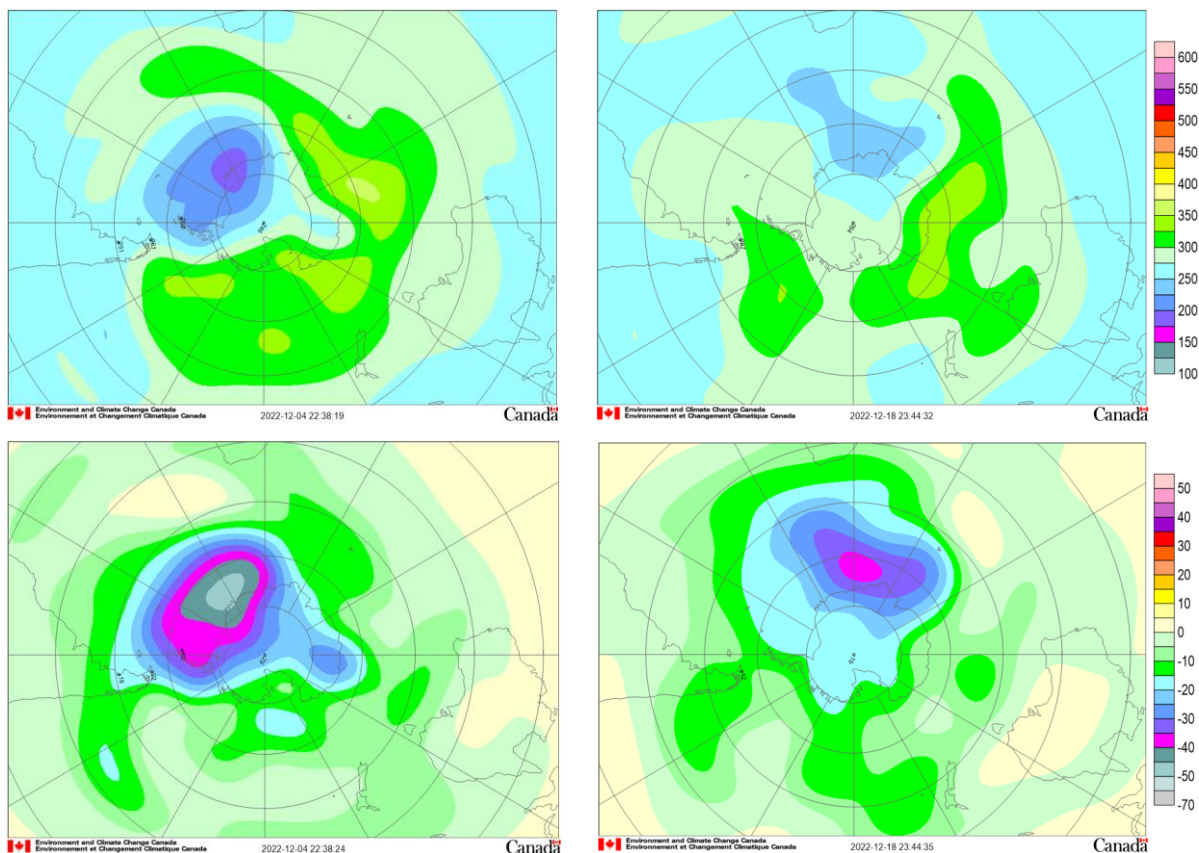 Environment and Climate Change Canada
Environnement et Changement Climatique Canada
2022-12-04 22:38:19
Canada
Environment and Climate Change Canada
Environnement et Changement Climatique Canada
2022-12-18 23:44:32
Canada
600
550
500
450
400
350
300
250
200
150
100
Environment and Climate Change Canada
Environnement et Changement Climatique Canada
2022-12-04 22:38:24
Canada
Environment and Climate Change Canada
Environnement et Changement Climatique Canada
2022-12-18 23:44:35
Canada
50
40
30
20
10
0
-10
-20
-30
-40
-50
-70